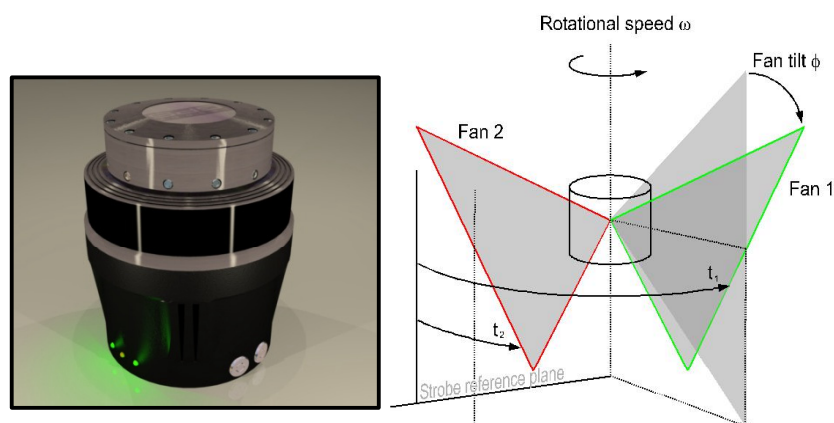 Rotational speed ω
Fan tilt ϕ
Fan 2
Fan 1
t₁
t₂
Strobe reference plane